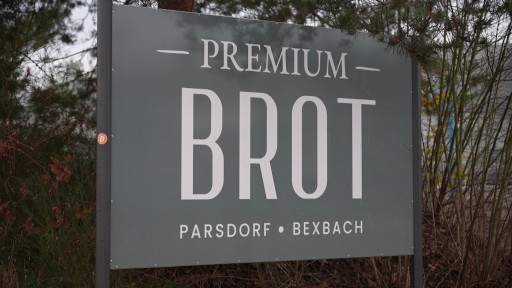 — PREMIUM —
BROT
PARSDORF • BEXBACH